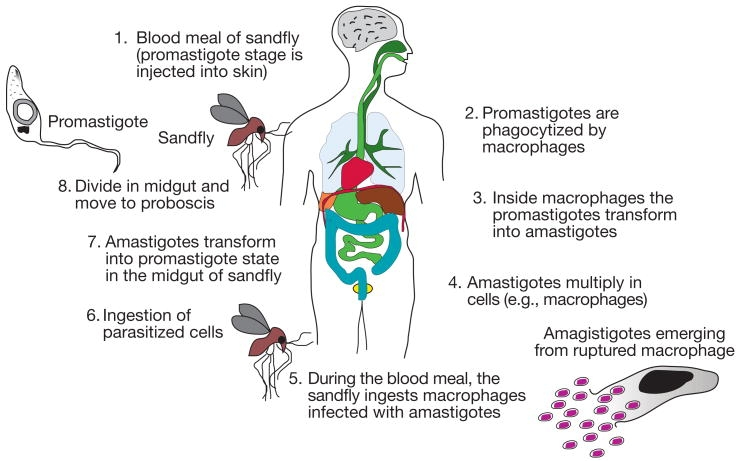 1. Blood meal of sandfly
(promastigote stage is
injected into skin)
Promastigote
Sandfly
2. Promastigotes are
phagocytized by
macrophages
3. Inside macrophages the
promastigotes transform
into amastigotes
4. Amastigotes multiply in
cells (e.g., macrophages)
Amagistigotes emerging
from ruptured macrophage
5. During the blood meal, the
sandfly ingests macrophages
infected with amastigotes
6. Ingestion of
parasitized cells
7. Amastigotes transform
into promastigote state
in the midgut of sandfly
8. Divide in midgut and
move to proboscis